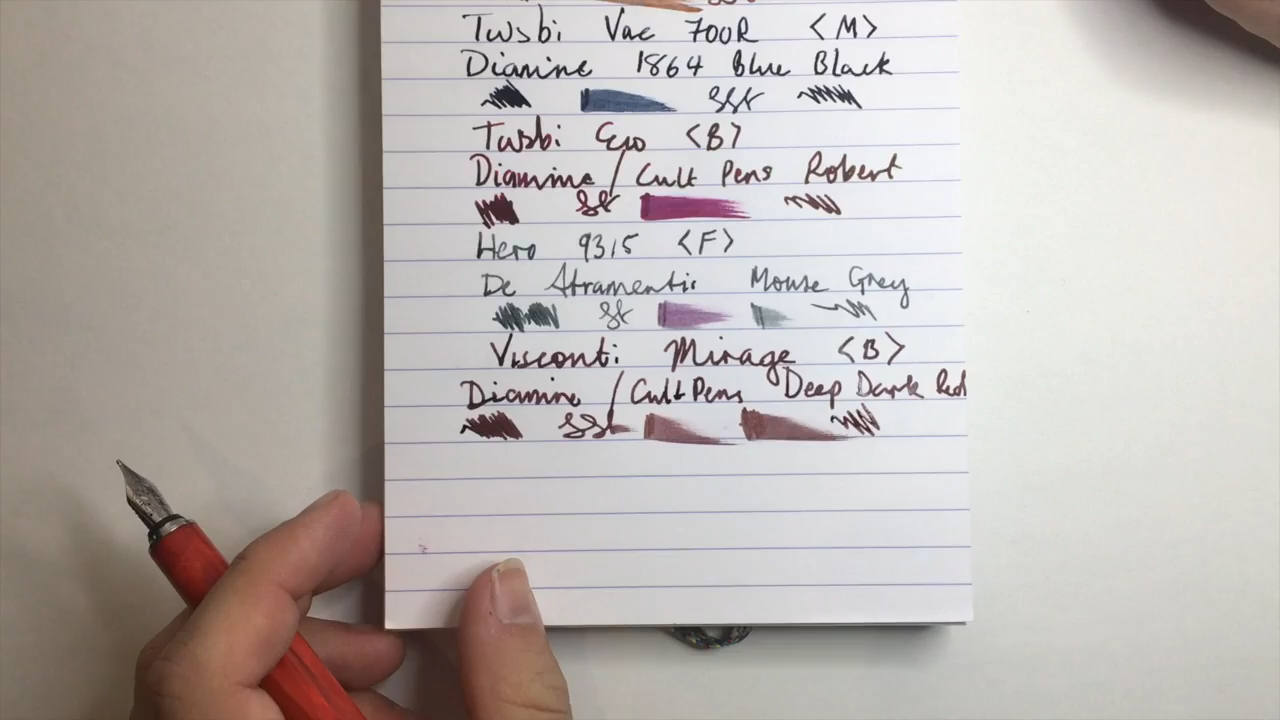 Twsbi Vac 700R <M>
Diamine 1864 Blue Black
Twsbi Eco <B>
Diamine / Cult Pens Robert
Hero 9315 <F>
De Atramentis Mouse Grey
Visconti Mirage <B>
Diamine / Cult Pens Deep Dark Red